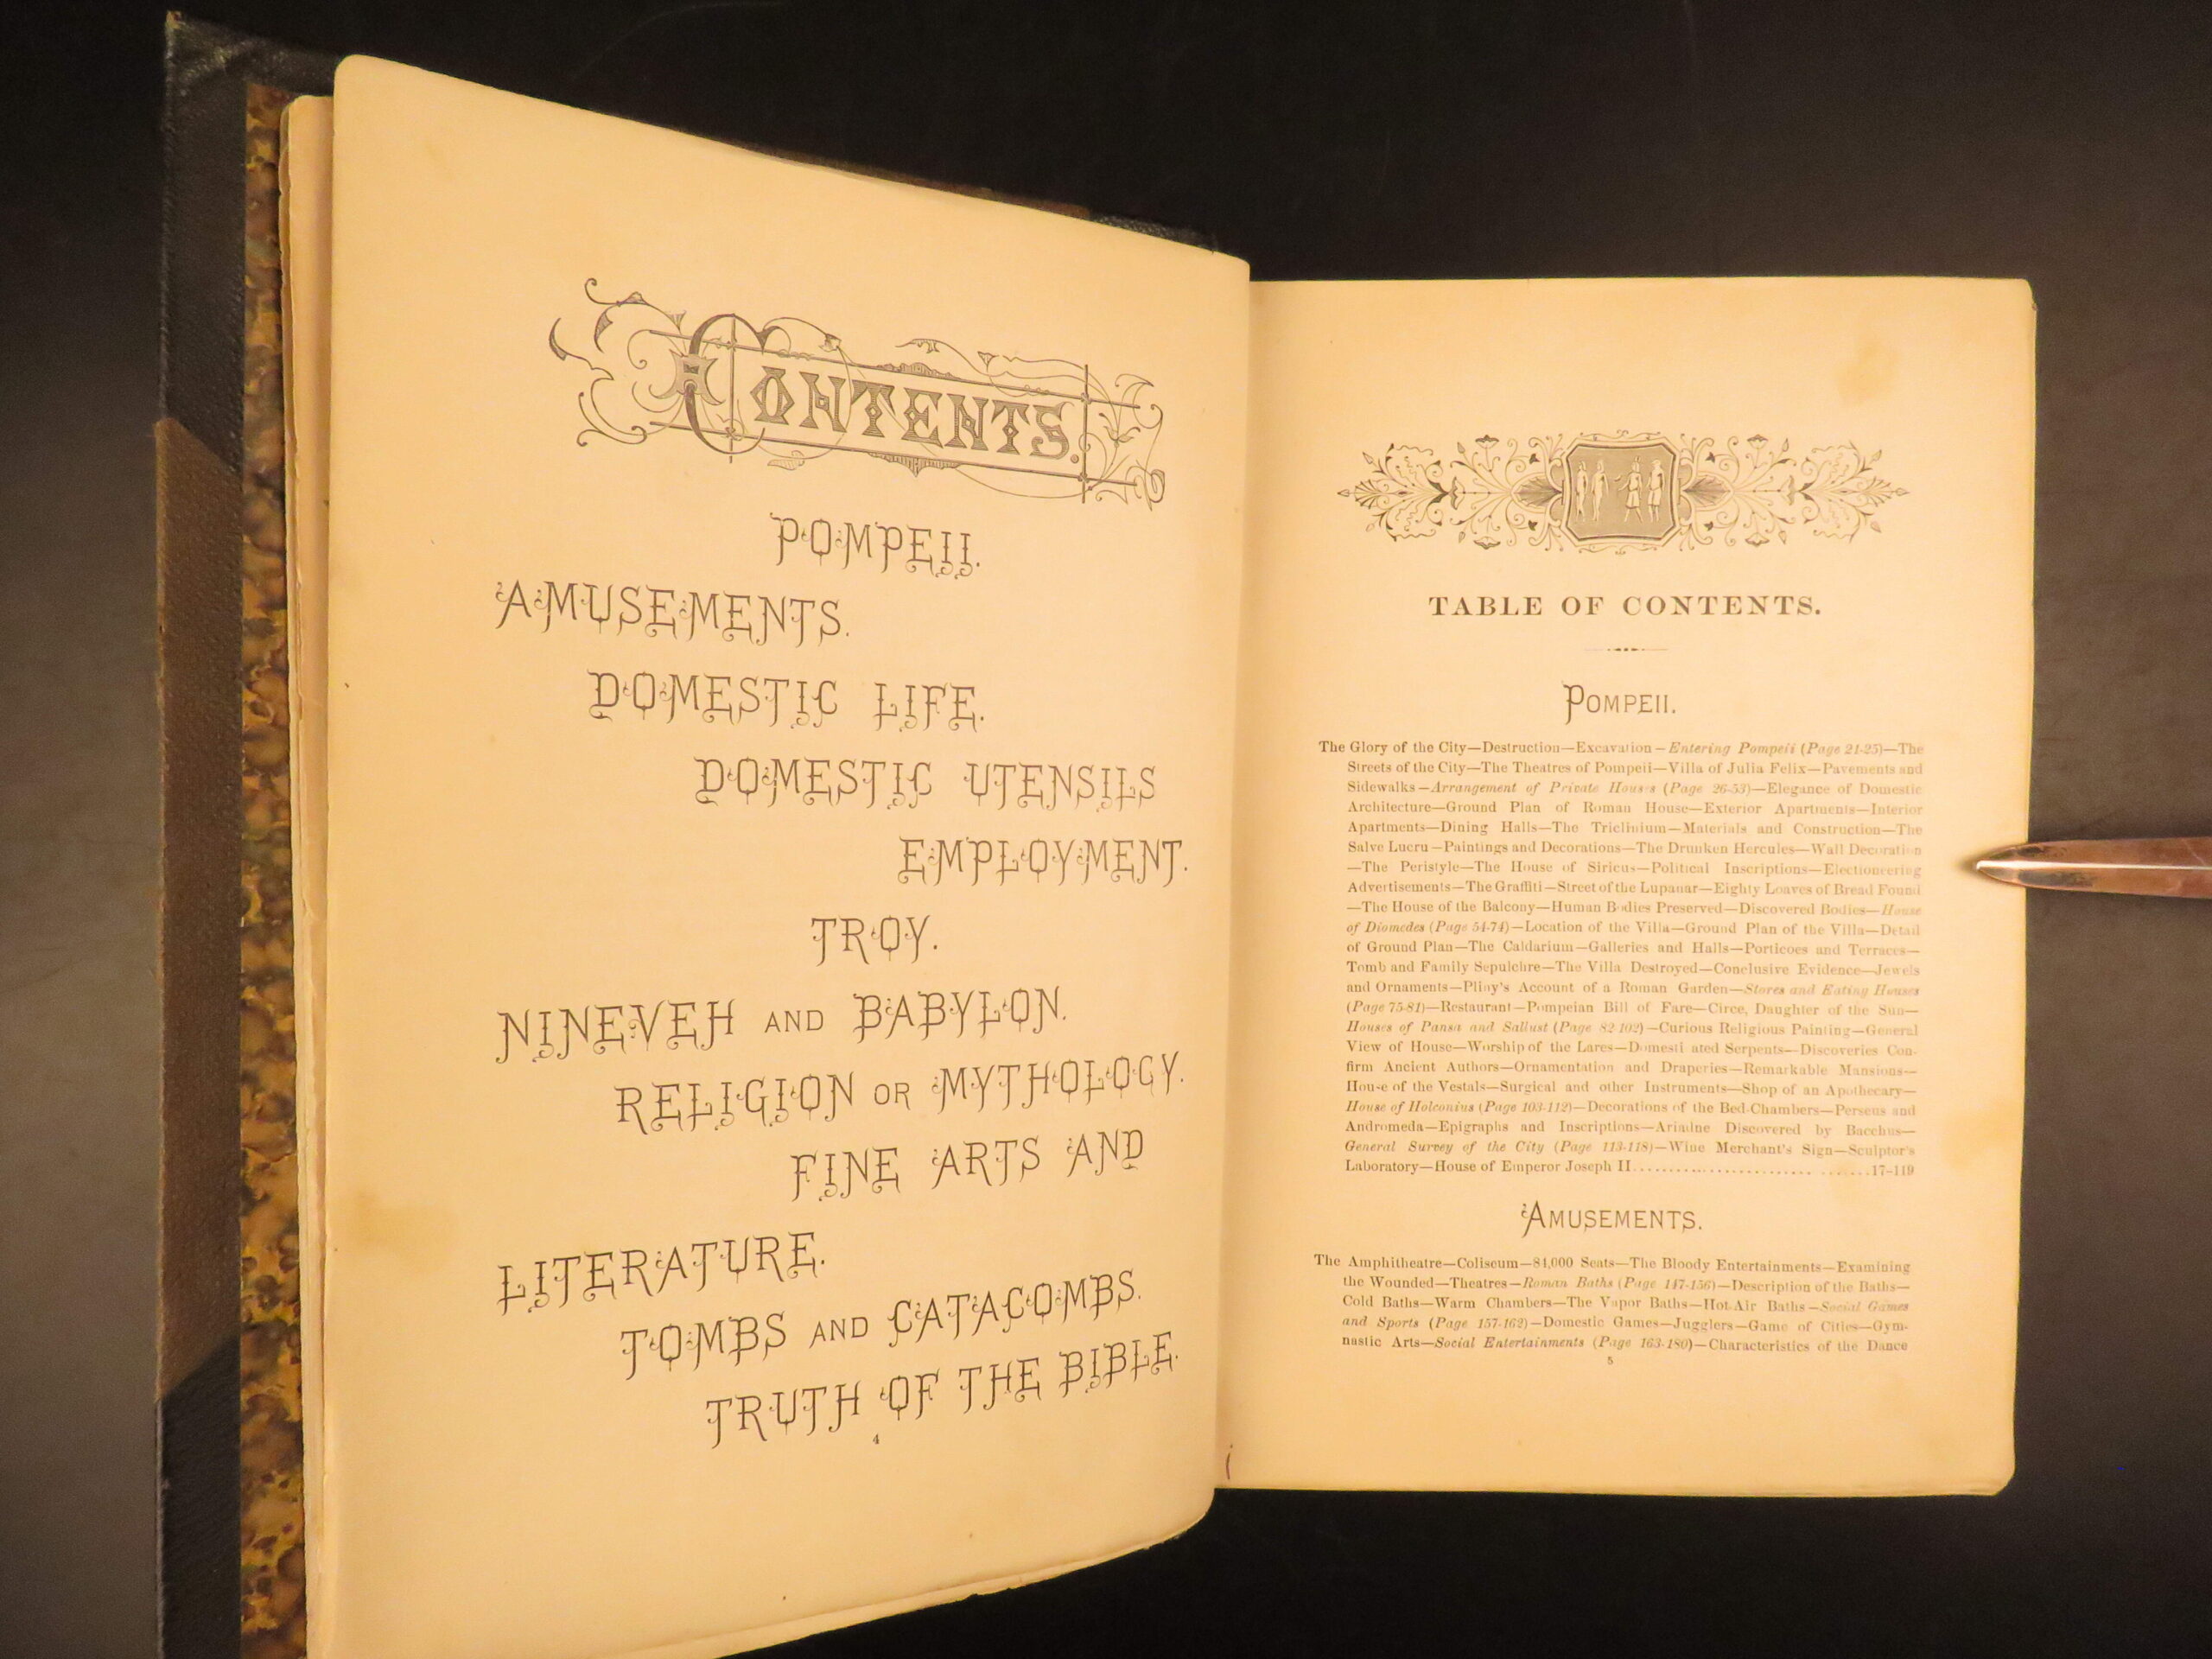 CONTENTS.
POMPEII.
AMUSEMENTS.
DOMESTIC LIFE.
DOMESTIC UTENSILS
EMPLOYMENT.
TROY.
NINEVEH AND BABYLON.
RELIGION OR MYTHOLOGY.
FINE ARTS AND
LITERATURE.
TOMBS AND CATACOMBS.
TRUTH OF THE BIBLE.
4
TABLE OF CONTENTS.
POMPEII.
The Glory of the City—Destruction—Excavation—Entering Pompeii (Page 21-25)—The
Streets of the City—The Theatres of Pompeii—Villa of Julia Felix—Pavements and
Sidewalks—Arrangement of Private Houses (Page 26-53)—Elegance of Domestic
Architecture—Ground Plan of Roman House—Exterior Apartments—Interior
Apartments—Dining Halls—The Triclinium—Materials and Construction—The
Salve Lucru—Paintings and Decorations—The Drunken Hercules—Wall Decoration
—The Peristyle—The House of Siricus—Political Inscriptions—Electioneering
Advertisements—The Graffiti—Street of the Lupanar—Eighty Loaves of Bread Found
—The House of the Balcony—Human Bodies Preserved—Discovered Bodies—House
of Diomedes (Page 54-74)—Location of the Villa—Ground Plan of the Villa—Detail
of Ground Plan—The Caldarium—Galleries and Halls—Porticoes and Terraces—
Tomb and Family Sepulchre—The Villa Destroyed—Conclusive Evidence—Jewels
and Ornaments—Pliny's Account of a Roman Garden—Stores and Eating Houses
(Page 75-81)—Restaurant—Pompeian Bill of Fare—Circe, Daughter of the Sun—
Houses of Pansa and Sallust (Page 82-102)—Curious Religious Painting—General
View of House—Worship of the Lares—Domesti ated Serpents—Discoveries Con-
firm Ancient Authors—Ornamentation and Draperies—Remarkable Mansions—
House of the Vestals—Surgical and other Instruments—Shop of an Apothecary—
House of Holconius (Page 103-112)—Decorations of the Bed-Chambers—Perseus and
Andromeda—Epigraphs and Inscriptions—Ariadne Discovered by Bacchus—
General Survey of the City (Page 113-118)—Wine Merchant's Sign—Sculptor's
Laboratory—House of Emperor Joseph II........................17-119
AMUSEMENTS.
The Amphitheatre—Coliseum—84,000 Seats—The Bloody Entertainments—Examining
the Wounded—Theatres—Roman Baths (Page 147-156)—Description of the Baths—
Cold Baths—Warm Chambers—The Vapor Baths—Hot-Air Baths—Social Games
and Sports (Page 157-162)—Domestic Games—Jugglers—Game of Cities—Gym-
nastic Arts—Social Entertainments (Page 163-180)—Characteristics of the Dance
5